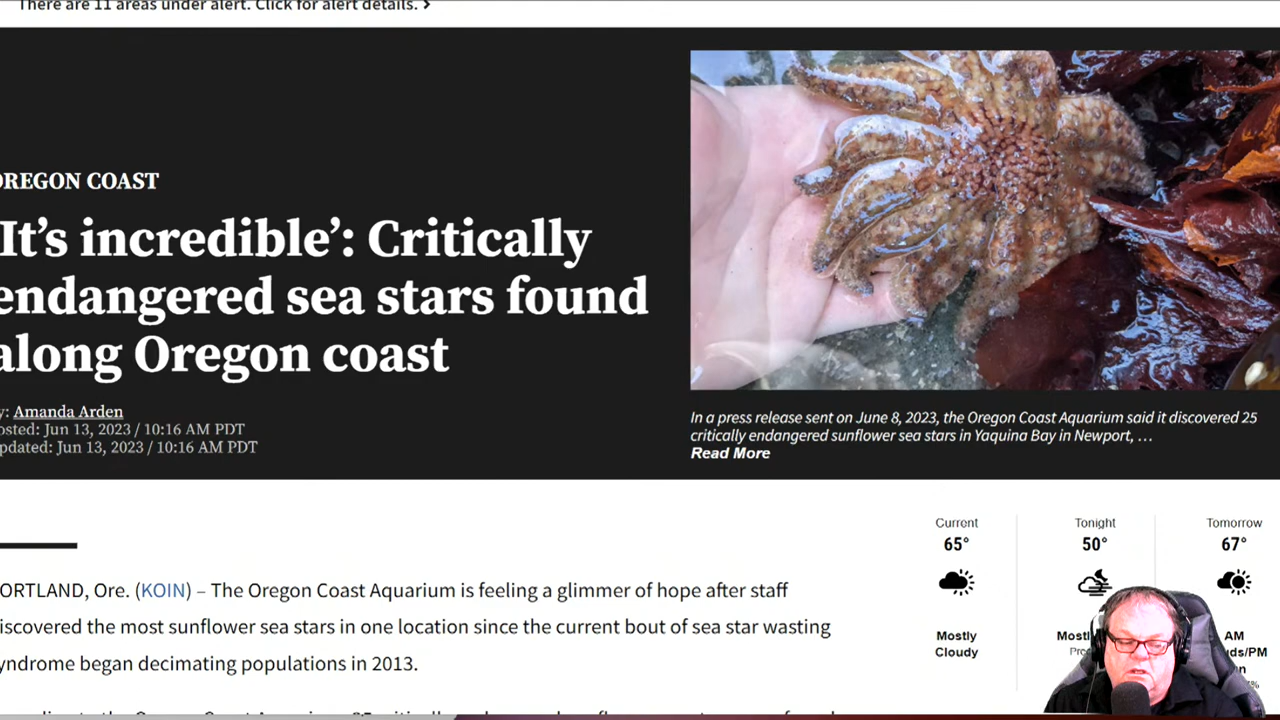 There are 11 areas under alert. Click for alert details.
OREGON COAST
It’s incredible’: Critically
endangered sea stars found
along Oregon coast
y: Amanda Arden
osted: Jun 13, 2023 / 10:16 AM PDT
pdated: Jun 13, 2023 / 10:16 AM PDT
In a press release sent on June 8, 2023, the Oregon Coast Aquarium said it discovered 25
critically endangered sunflower sea stars in Yaquina Bay in Newport, …
Read More
ORTLAND, Ore. (KOIN) – The Oregon Coast Aquarium is feeling a glimmer of hope after staff
iscovered the most sunflower sea stars in one location since the current bout of sea star wasting
yndrome began decimating populations in 2013.
Current
65°
Mostly
Cloudy
Tonight
50°
Tomorrow
67°
AM